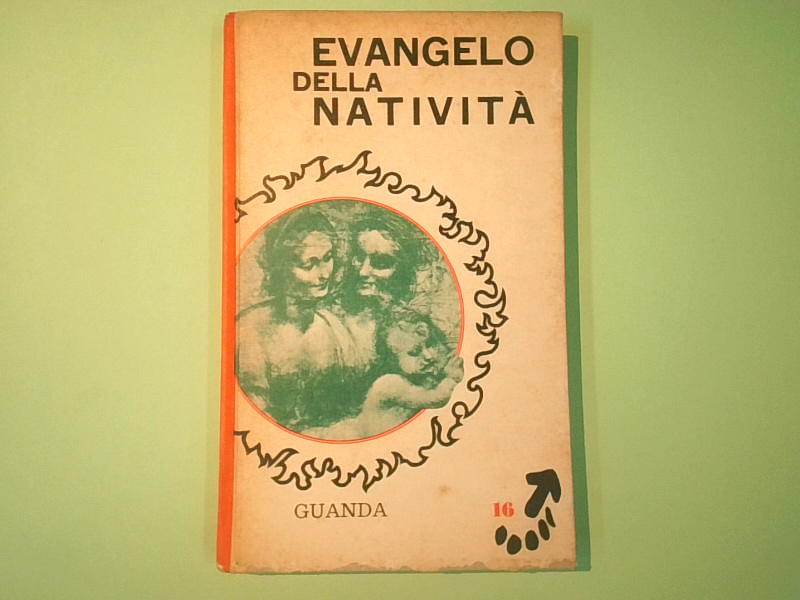 EVANGELO
DELLA
NATIVITÀ
GUANDA
16